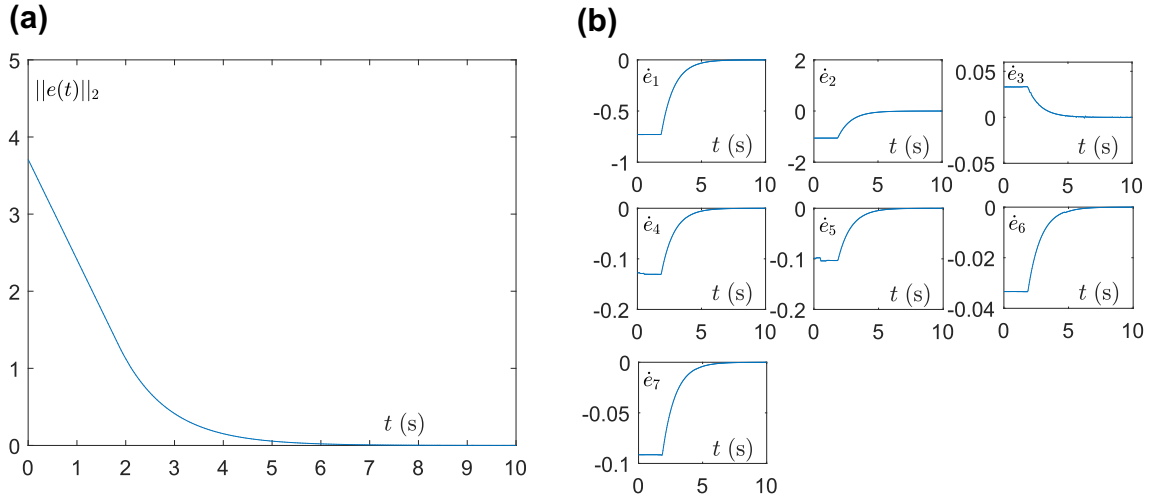 (a)
5
4
3
2
1
0
||e(t)||₂
t (s)
0 1 2 3 4 5 6 7 8 9 10
(b)
0
-0.5
-1
ė₁
t (s)
0 5 10
2
0
-2
ė₂
t (s)
0 5 10
0.05
0
-0.05
ė₃
t (s)
0 5 10
0
-0.1
-0.2
ė₄
t (s)
0 5 10
0
-0.1
-0.2
ė₅
t (s)
0 5 10
0
-0.02
-0.04
ė₆
t (s)
0 5 10
0
-0.05
-0.1
ė₇
t (s)
0 5 10